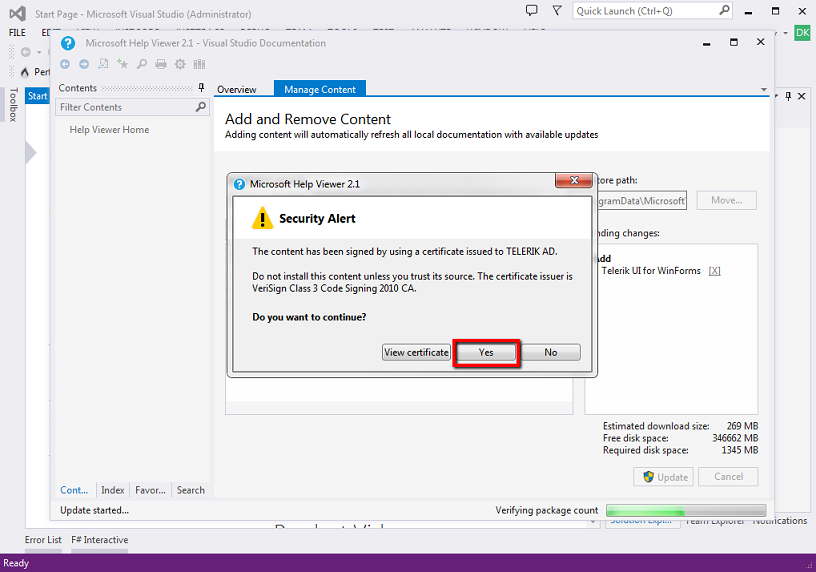 Start Page - Microsoft Visual Studio (Administrator)
Quick Launch (Ctrl+Q)
FILE
DK
Microsoft Help Viewer 2.1 - Visual Studio Documentation
Toolbox
Start
Contents
Filter Contents
Help Viewer Home
Overview
Manage Content
Add and Remove Content
Adding content will automatically refresh all local documentation with available updates
tore path:
gramData\Microsoft
Move...
nding changes:
Add
Telerik UI for WinForms [X]
Microsoft Help Viewer 2.1
Security Alert
The content has been signed by using a certificate issued to TELERIK AD.
Do not install this content unless you trust its source. The certificate issuer is
VeriSign Class 3 Code Signing 2010 CA.
Do you want to continue?
View certificate
Yes
No
Estimated download size: 269 MB
Free disk space: 346662 MB
Required disk space: 1345 MB
Update
Cancel
Cont...
Index
Favor...
Search
Update started...
Verifying package count
Solution Expl...
Team Explorer
Notifications
Error List
F# Interactive
Ready